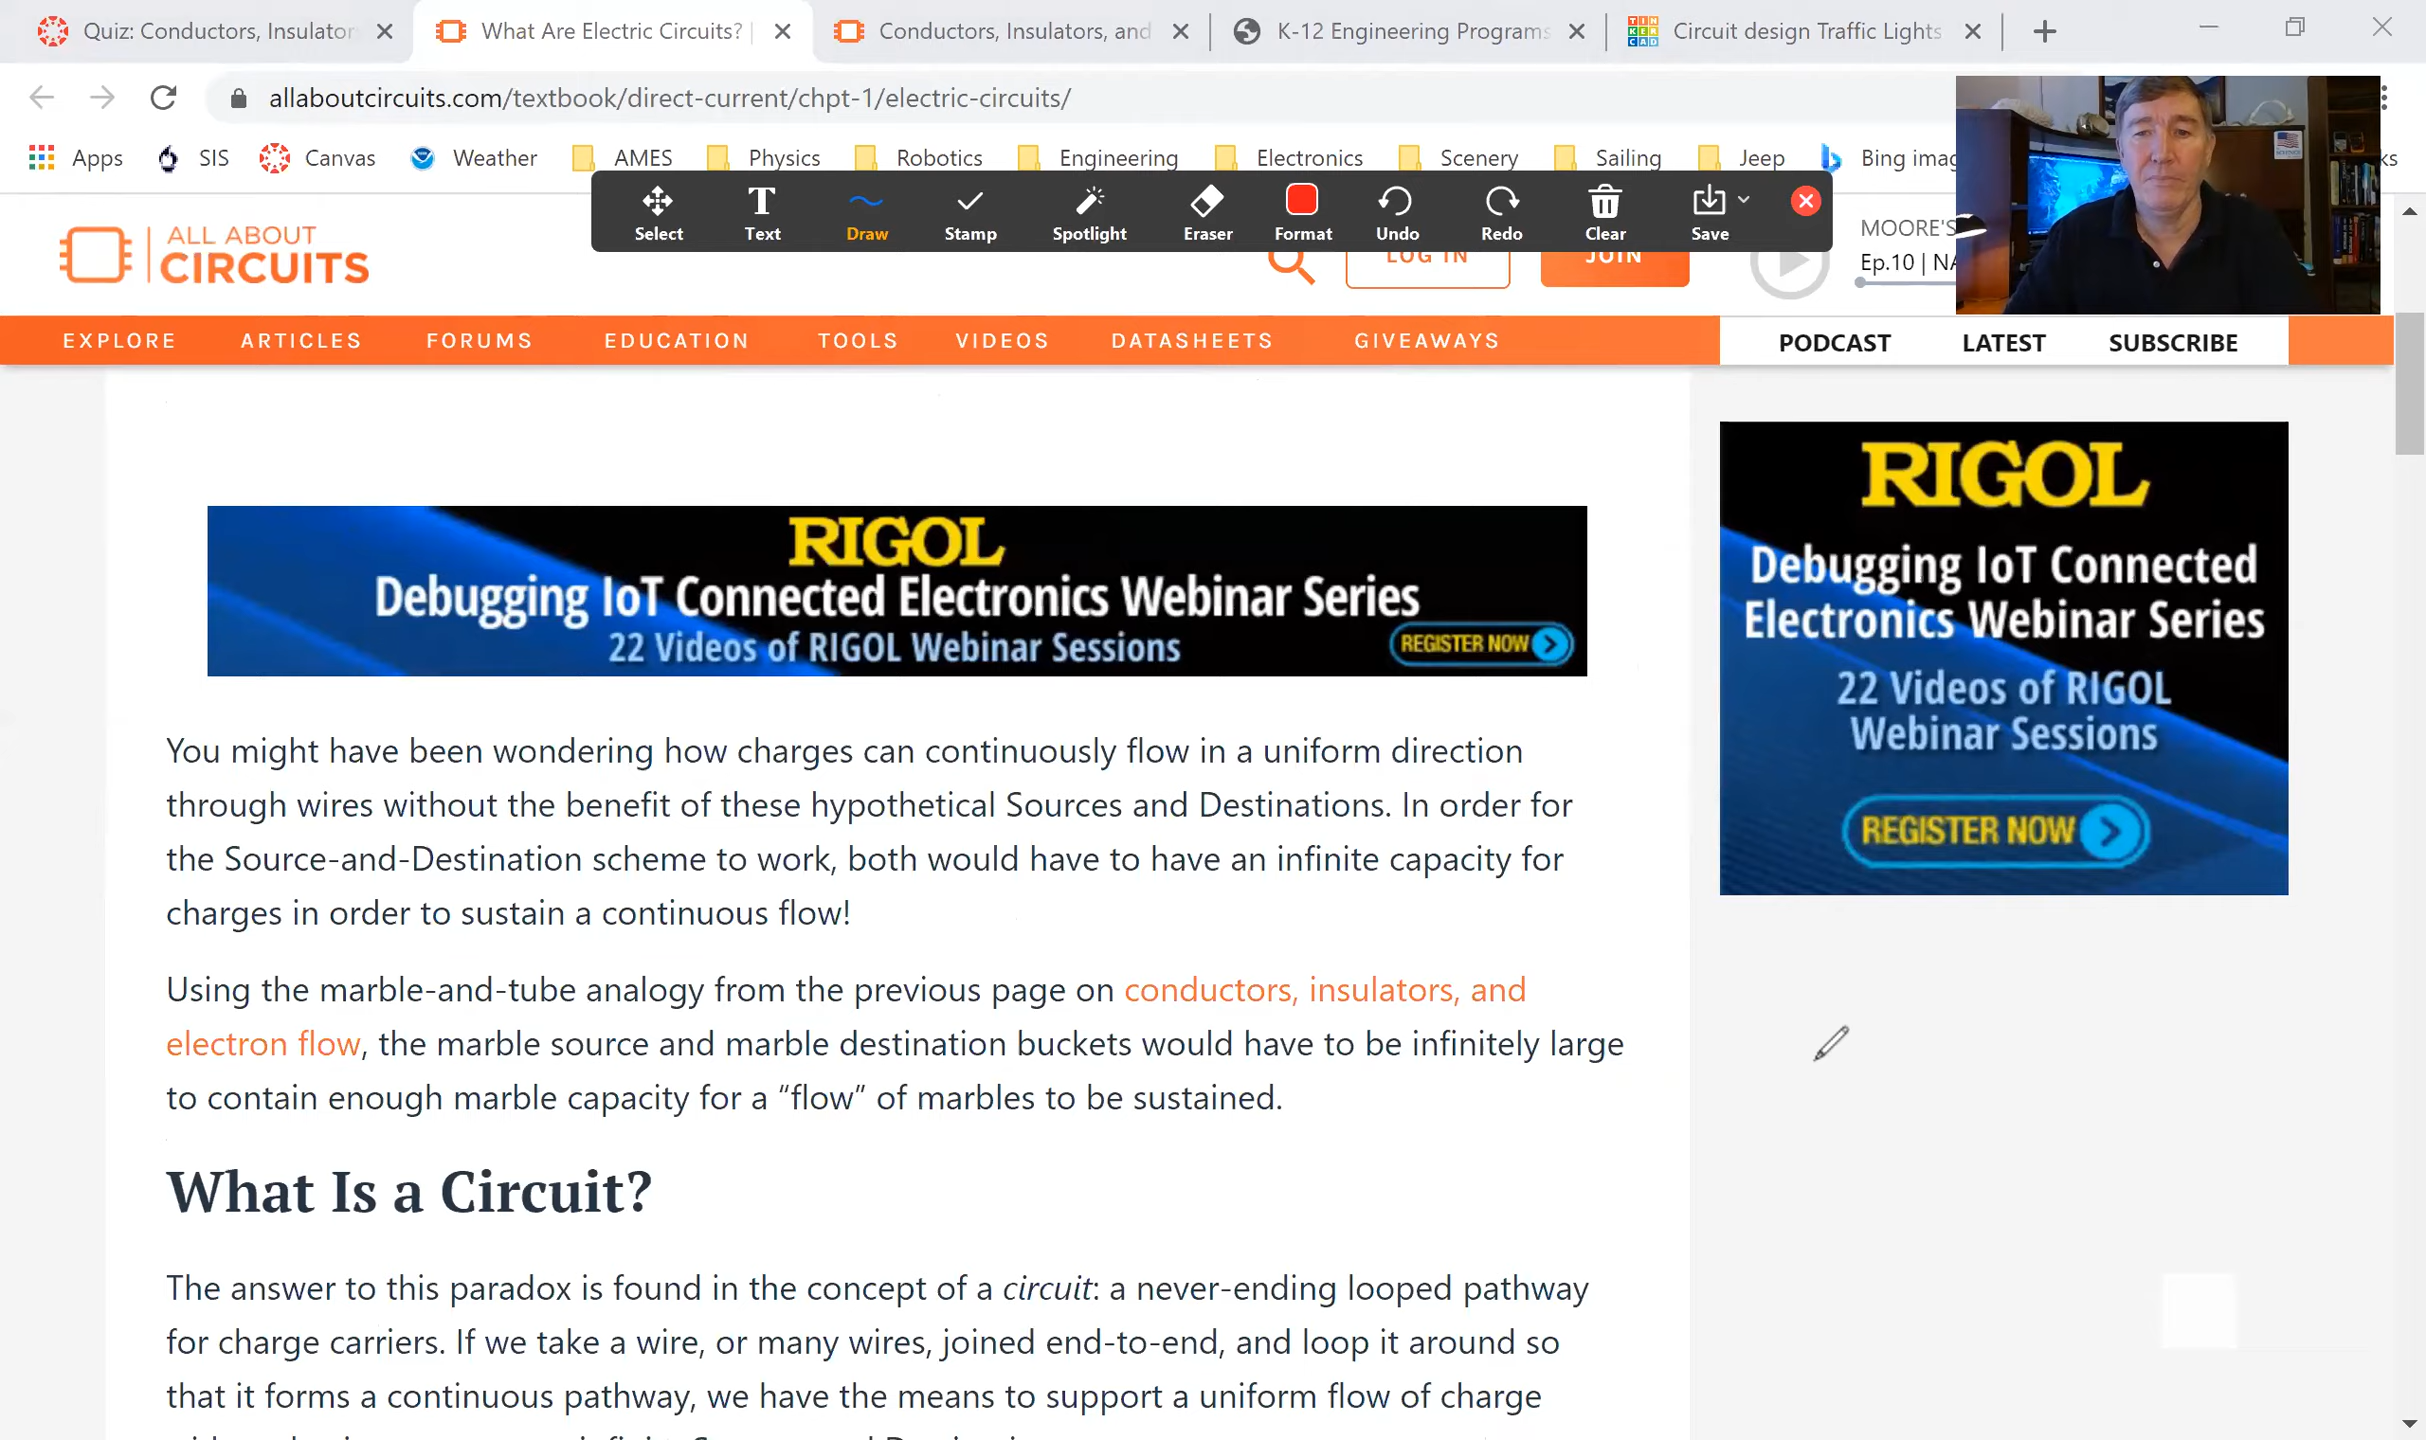 Quiz: Conductors, Insulator
What Are Electric Circuits? |
Conductors, Insulators, and
K-12 Engineering Programs
Circuit design Traffic Lights
allaboutcircuits.com/textbook/direct-current/chpt-1/electric-circuits/
Apps SIS Canvas Weather AMES Physics Robotics Engineering Electronics Scenery Sailing Jeep Bing imag
Select Text Draw Stamp Spotlight Eraser Format Undo Redo Clear Save
ALL ABOUT
CIRCUITS
LOG IN
JOIN
MOORE'S
Ep.10 | NA
EXPLORE ARTICLES FORUMS EDUCATION TOOLS VIDEOS DATASHEETS GIVEAWAYS
PODCAST LATEST SUBSCRIBE
RIGOL
Debugging IoT Connected Electronics Webinar Series
22 Videos of RIGOL Webinar Sessions
REGISTER NOW
RIGOL
Debugging IoT Connected
Electronics Webinar Series
22 Videos of RIGOL
Webinar Sessions
REGISTER NOW
You might have been wondering how charges can continuously flow in a uniform direction
through wires without the benefit of these hypothetical Sources and Destinations. In order for
the Source-and-Destination scheme to work, both would have to have an infinite capacity for
charges in order to sustain a continuous flow!
Using the marble-and-tube analogy from the previous page on conductors, insulators, and
electron flow, the marble source and marble destination buckets would have to be infinitely large
to contain enough marble capacity for a “flow” of marbles to be sustained.
What Is a Circuit?
The answer to this paradox is found in the concept of a circuit: a never-ending looped pathway
for charge carriers. If we take a wire, or many wires, joined end-to-end, and loop it around so
that it forms a continuous pathway, we have the means to support a uniform flow of charge